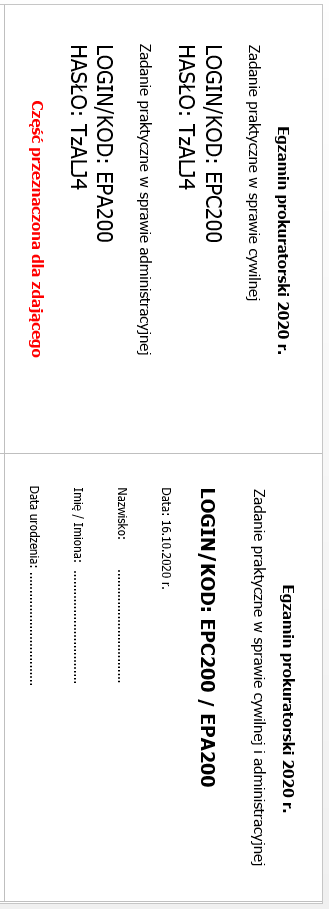 Egzamin prokuratorski 2020 r.
Zadanie praktyczne w sprawie cywilnej
LOGIN/KOD: EPC200
HASŁO: TzALJ4
Zadanie praktyczne w sprawie administracyjnej
LOGIN/KOD: EPA200
HASŁO: TzALJ4
Część przeznaczona dla zdającego
Egzamin prokuratorski 2020 r.
Zadanie praktyczne w sprawie cywilnej i administracyjnej
LOGIN/KOD: EPC200 / EPA200
Data: 16.10.2020 r.
Nazwisko: ..............................
Imię / Imiona: ..............................
Data urodzenia: ..............................